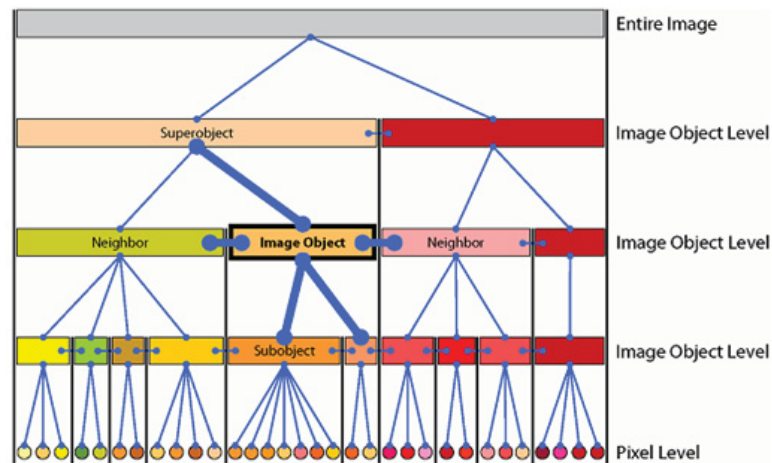 Entire Image
Superobject
Image Object Level
Neighbor
Image Object
Neighbor
Image Object Level
Subobject
Image Object Level
Pixel Level